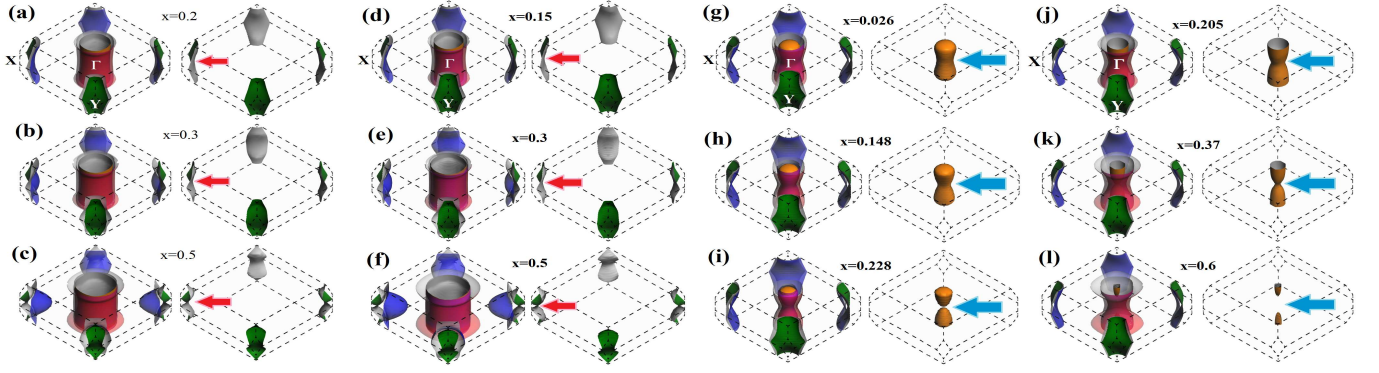 (a) x=0.2
X Γ
Y
(b) x=0.3
(c) x=0.5
(d) x=0.15
X Γ
Y
(e) x=0.3
(f) x=0.5
(g) x=0.026
X Γ
Y
(h) x=0.148
(i) x=0.228
(j) x=0.205
X Γ
Y
(k) x=0.37
(l) x=0.6